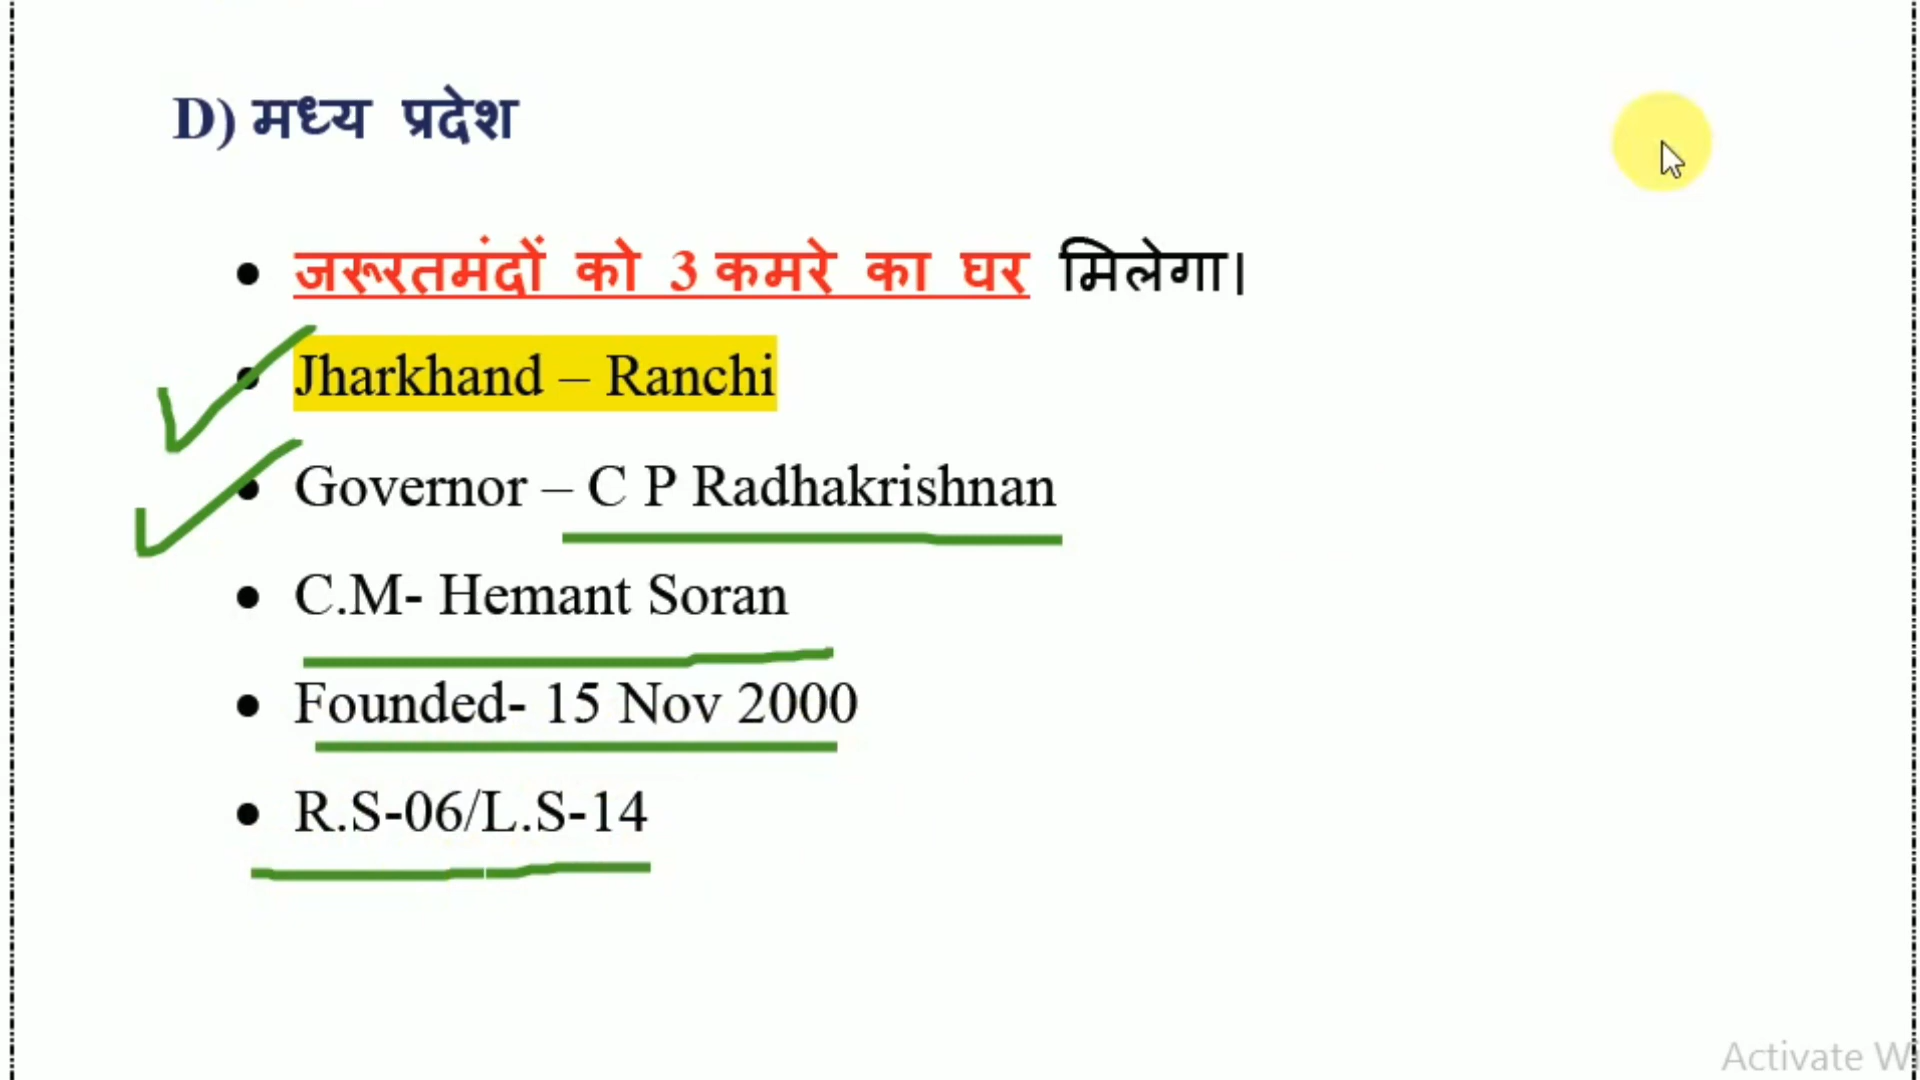 D) मध्य प्रदेश
• जरूरतमंदों को 3 कमरे का घर मिलेगा।
• Jharkhand – Ranchi
• Governor – C P Radhakrishnan
• C.M- Hemant Soran
• Founded- 15 Nov 2000
• R.S-06/L.S-14
Activate